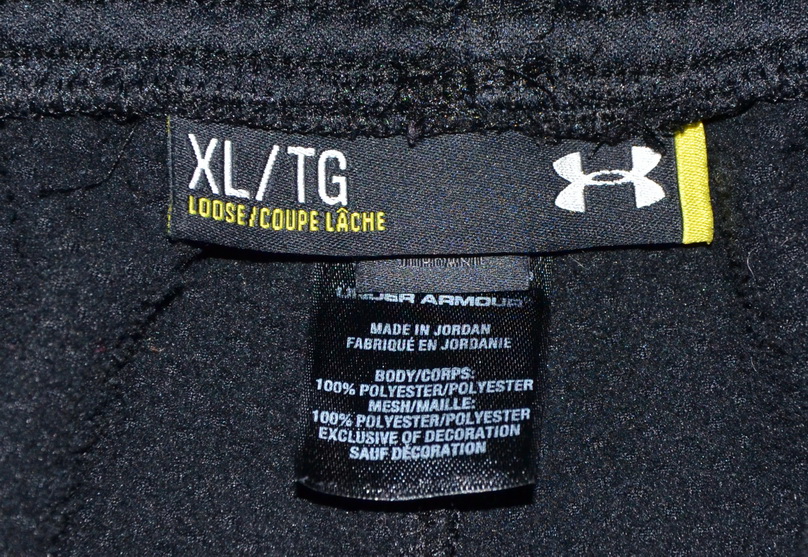 XL/TG
LOOSE/COUPE LÂCHE
UNDER ARMOUR
MADE IN JORDAN
FABRIQUÉ EN JORDANIE
BODY/CORPS:
100% POLYESTER/POLYESTER
MESH/MAILLE:
100% POLYESTER/POLYESTER
EXCLUSIVE OF DECORATION
SAUF DÉCORATION